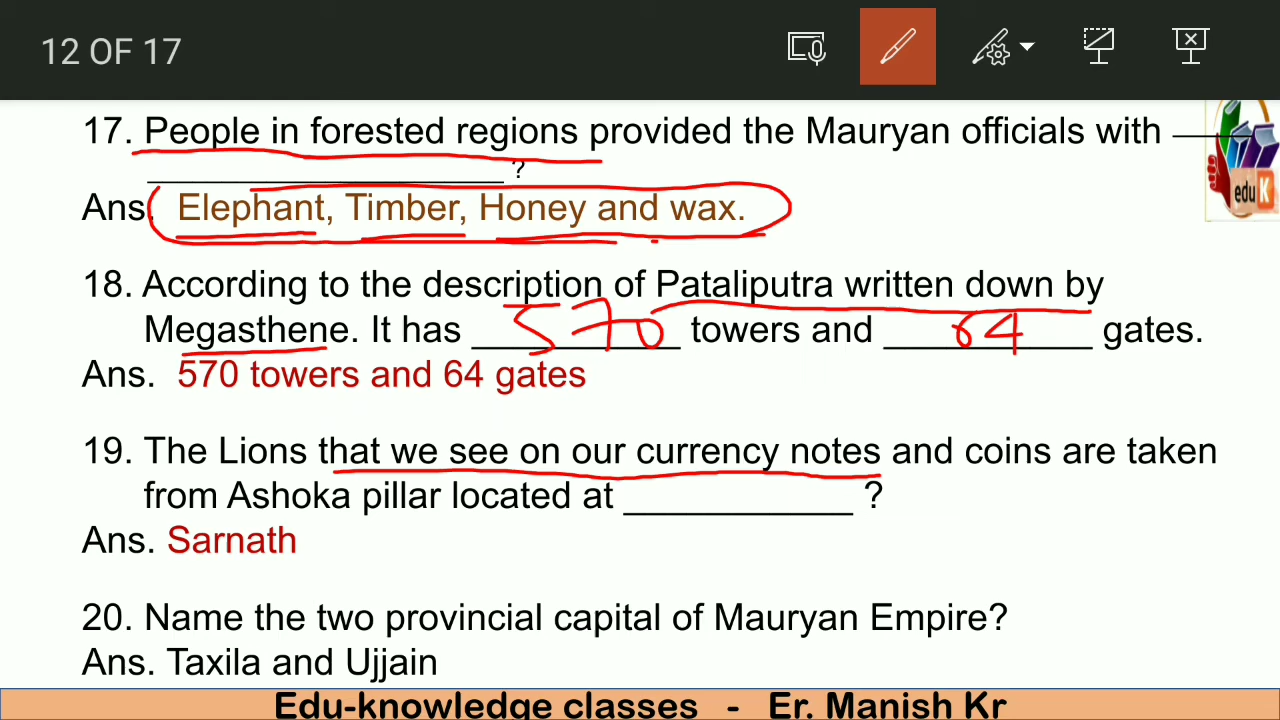 12 OF 17
17. People in forested regions provided the Mauryan officials with —
____________________ ?
edu K
Ans. Elephant, Timber, Honey and wax.
18. According to the description of Pataliputra written down by
Megasthene. It has 570 towers and 64 gates.
Ans. 570 towers and 64 gates
19. The Lions that we see on our currency notes and coins are taken
from Ashoka pillar located at ___________ ?
Ans. Sarnath
20. Name the two provincial capital of Mauryan Empire?
Ans. Taxila and Ujjain
Edu-knowledge classes - Er. Manish Kr